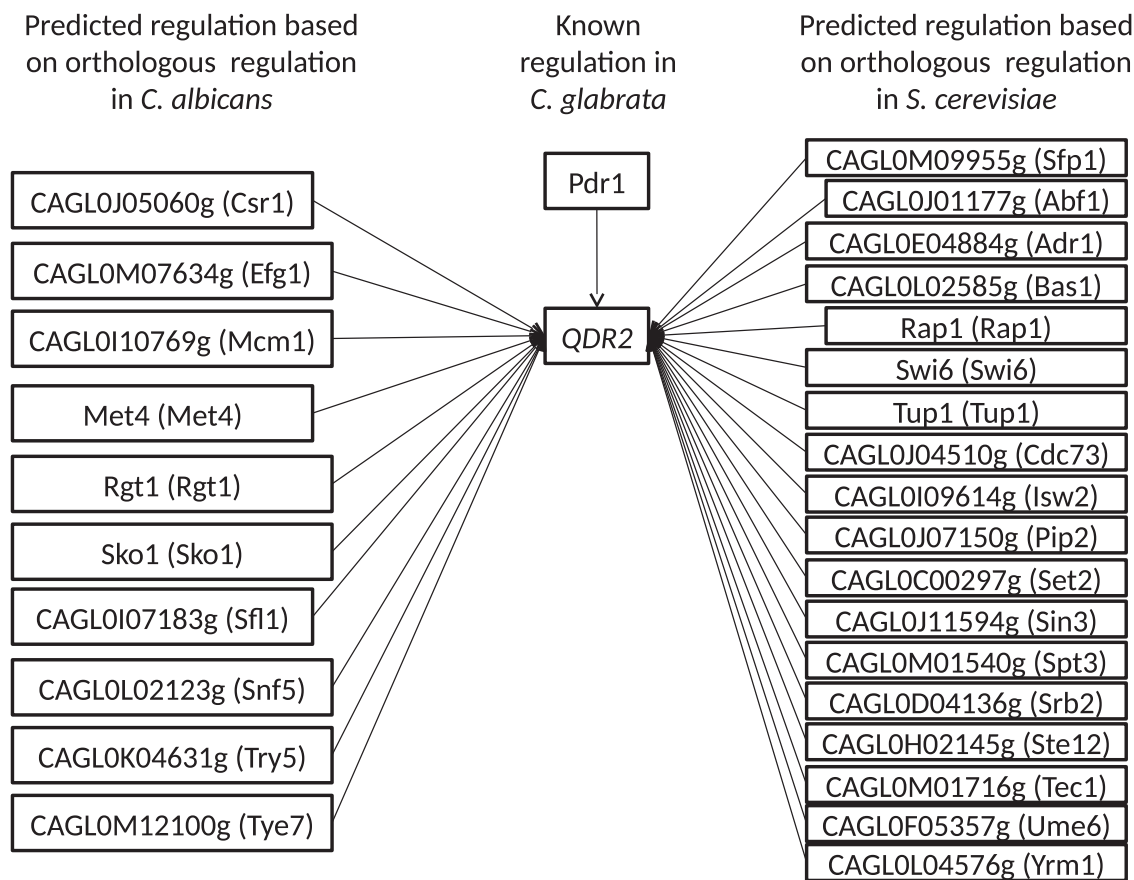 Predicted regulation based
on orthologous regulation
in C. albicans
CAGL0J05060g (Csr1)
CAGL0M07634g (Efg1)
CAGL0I10769g (Mcm1)
Met4 (Met4)
Rgt1 (Rgt1)
Sko1 (Sko1)
CAGL0I07183g (Sfl1)
CAGL0L02123g (Snf5)
CAGL0K04631g (Try5)
CAGL0M12100g (Tye7)
Known
regulation in
C. glabrata
Pdr1
QDR2
Predicted regulation based
on orthologous regulation
in S. cerevisiae
CAGL0M09955g (Sfp1)
CAGL0J01177g (Abf1)
CAGL0E04884g (Adr1)
CAGL0L02585g (Bas1)
Rap1 (Rap1)
Swi6 (Swi6)
Tup1 (Tup1)
CAGL0J04510g (Cdc73)
CAGL0I09614g (Isw2)
CAGL0J07150g (Pip2)
CAGL0C00297g (Set2)
CAGL0J11594g (Sin3)
CAGL0M01540g (Spt3)
CAGL0D04136g (Srb2)
CAGL0H02145g (Ste12)
CAGL0M01716g (Tec1)
CAGL0F05357g (Ume6)
CAGL0L04576g (Yrm1)